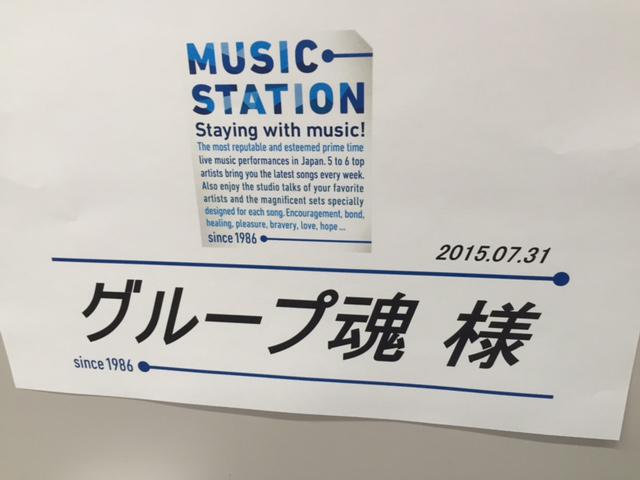 MUSIC
STATION
Staying with music!
The most reputable and esteemed prime time
live music performances in Japan. 5 to 6 top
artists bring you the latest songs every week.
Also enjoy the studio talks of your favorite
artists and the magnificent sets specially
designed for each song. Encouragement, bond,
healing, pleasure, bravery, love, hope ...
since 1986
2015.07.31
グループ魂 様
since 1986